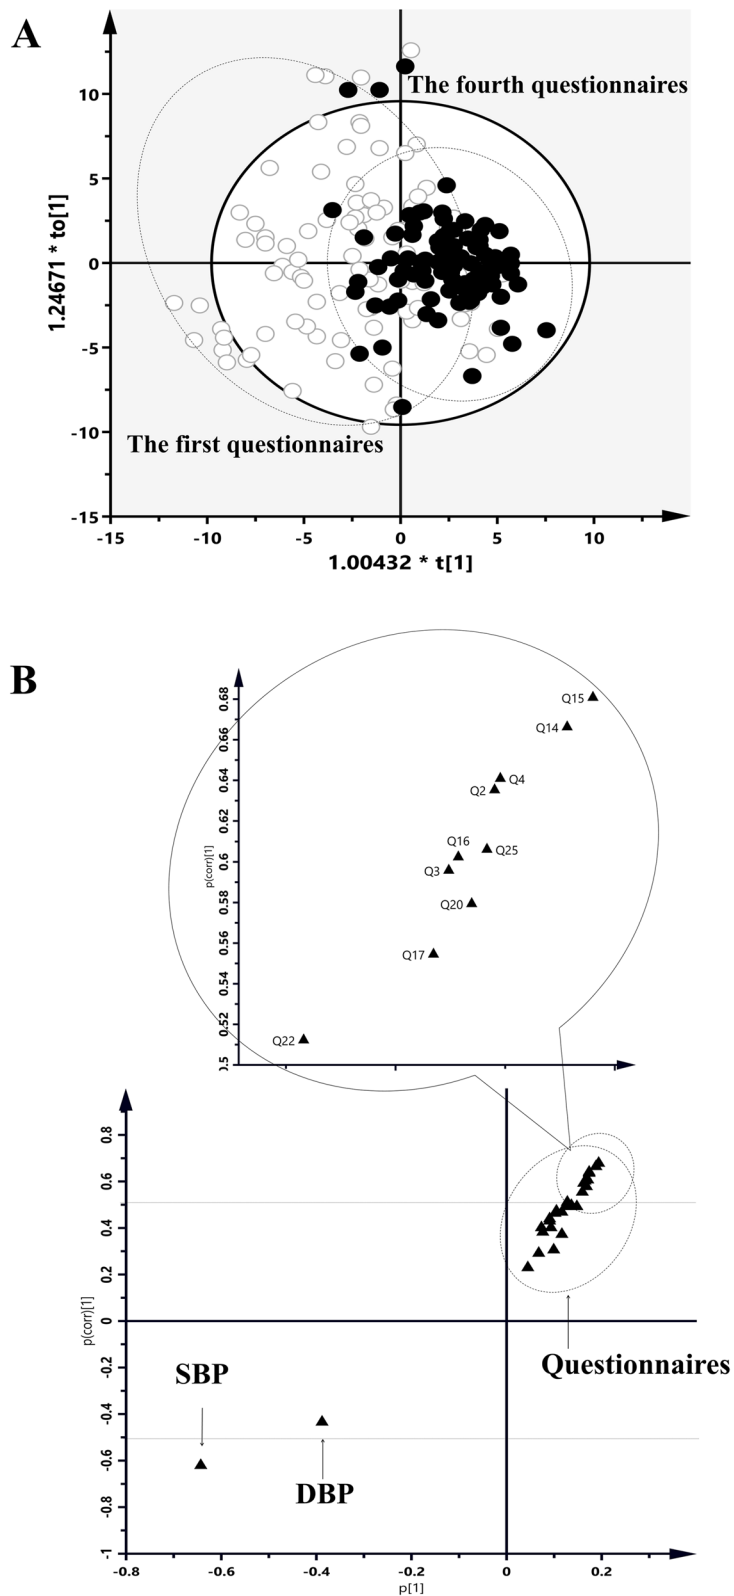 A
The fourth questionnaires
10
5
0
-5
-10
-15
1.24671 * to[1]
The first questionnaires
-15
-10
-5
0
5
10
1.00432 * t[1]
B
0.68
0.66
0.64
0.62
0.6
0.58
0.56
0.54
0.52
p(corr)[1]
Q15
Q14
Q4
Q2
Q16
Q25
Q3
Q20
Q17
Q22
0.8
0.6
0.4
0.2
0
-0.2
-0.4
-0.6
-0.8
-1
p(corr)[1]
Questionnaires
SBP
DBP
-0.8
-0.6
-0.4
-0.2
0
0.2
p[1]